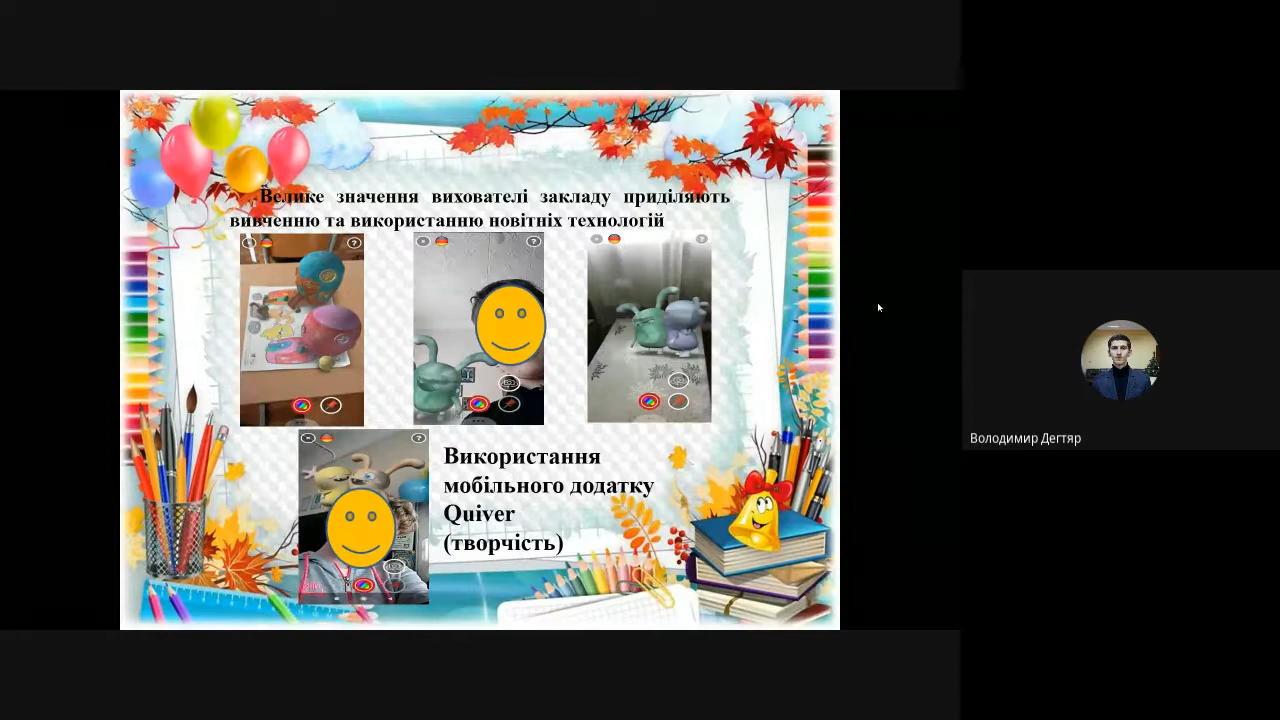 Велике значення вихователі закладу приділяють
вивченню та використанню новітніх технологій
Використання
мобільного додатку
Quiver
(творчість)
Володимир Дегтяр